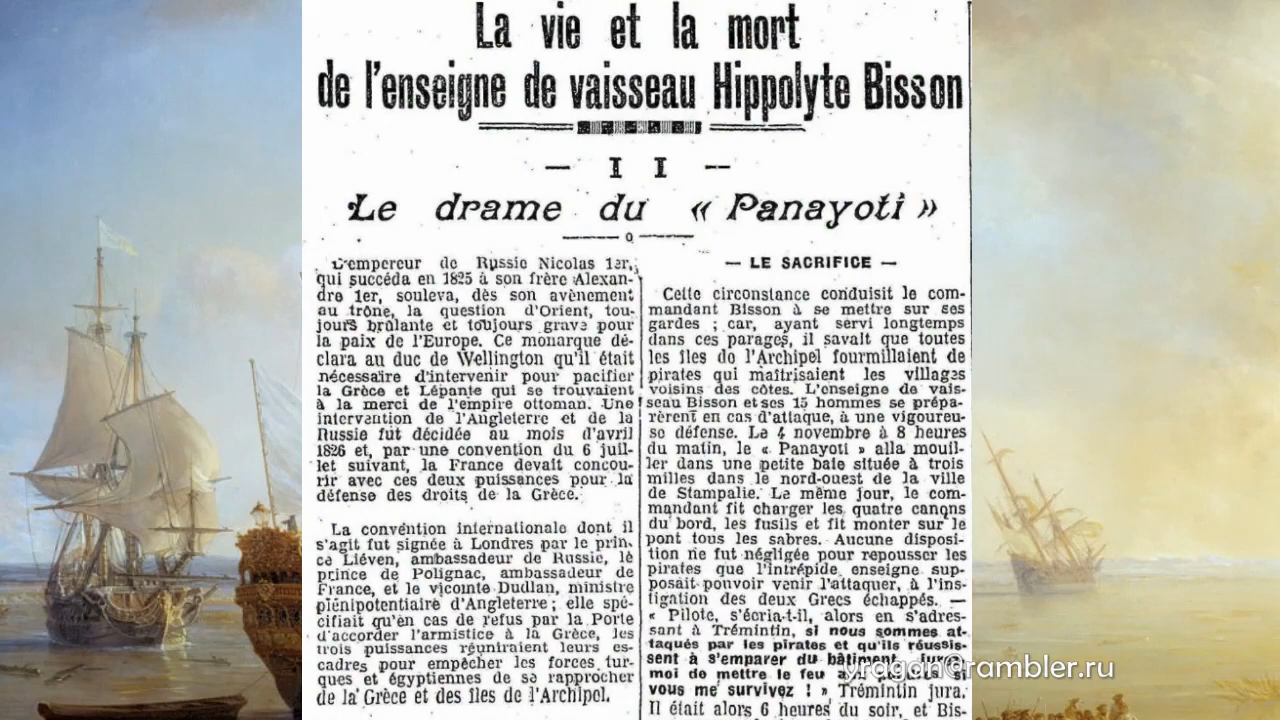 La vie et la mort
de l'enseigne de vaisseau Hippolyte Bisson
— II —
Le drame du « Panayoti »
L'empereur de Russie Nicolas 1er,
qui succéda en 1825 à son frère Alexan-
dre 1er, souleva, dès son avènement
au trône, la question d'Orient, tou-
jours brûlante et toujours grave pour
la paix de l'Europe. Ce monarque dé-
clara au duc de Wellington qu'il était
nécessaire d'intervenir pour pacifier
la Grèce et Lépante qui se trouvaient
à la merci de l'empire ottoman. Une
intervention de l'Angleterre et de la
Russie fut décidée au mois d'avril
1826 et, par une convention du 6 juil-
let suivant, la France devait concou-
rir avec ces deux puissances pour la
défense des droits de la Grèce.
La convention internationale dont il
s'agit fut signée à Londres par le prin-
ce Liéven, ambassadeur de Russie, le
prince de Polignac, ambassadeur de
France, et le vicomte Dudlan, ministre
plénipotentiaire d'Angleterre ; elle spé-
cifiait qu'en cas de refus par la Porte
d'accorder l'armistice à la Grèce, les
trois puissances réuniraient leurs es-
cadres pour empêcher les forces tur-
ques et égyptiennes de se rapprocher
de la Grèce et des îles de l'Archipel.
— LE SACRIFICE —
Cette circonstance conduisit le com-
mandant Bisson à se mettre sur ses
gardes ; car, ayant servi longtemps
dans ces parages, il savait que toutes
les îles de l'Archipel fourmillaient de
pirates qui maîtrisaient les villages
voisins des côtes. L'enseigne de vais-
seau Bisson et ses 15 hommes se prépa-
rèrent en cas d'attaque, à une vigoureu-
se défense. Le 4 novembre à 8 heures
du matin, le « Panayoti » alla mouil-
ler dans une petite baie située à trois
milles dans le nord-ouest de la ville
de Stampalie. Le même jour, le com-
mandant fit charger les quatre canons
du bord, les fusils et fit monter sur le
pont tous les sabres. Aucune disposi-
tion ne fut négligée pour repousser les
pirates que l'intrépide enseigne sup-
posait pouvoir venir l'attaquer, à l'ins-
tigation des deux Grecs échappés. —
« Pilote, s'écria-t-il, alors en s'adres-
sant à Trémintin, si nous sommes at-
taqués par les pirates et qu'ils réussis-
sent à s'emparer du bâtiment,
moi de mettre le feu si
vous me survivez ! » Trémintin jura.
Il était alors 6 heures du soir, et Bis-
yragdn@rambler.ru